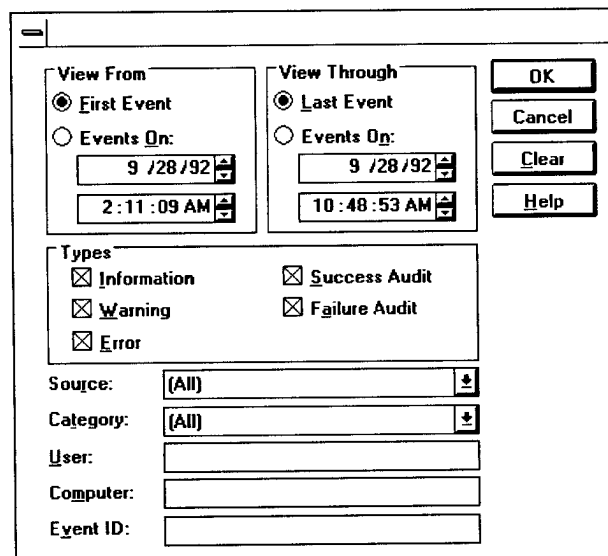 View From
First Event
Events On:
9 /28 /92
2 :11 :09 AM
View Through
Last Event
Events On:
9 /28 /92
10 :48 :53 AM
OK
Cancel
Clear
Help
Types
Information
Warning
Error
Success Audit
Failure Audit
Source: (All)
Category: (All)
User:
Computer:
Event ID: